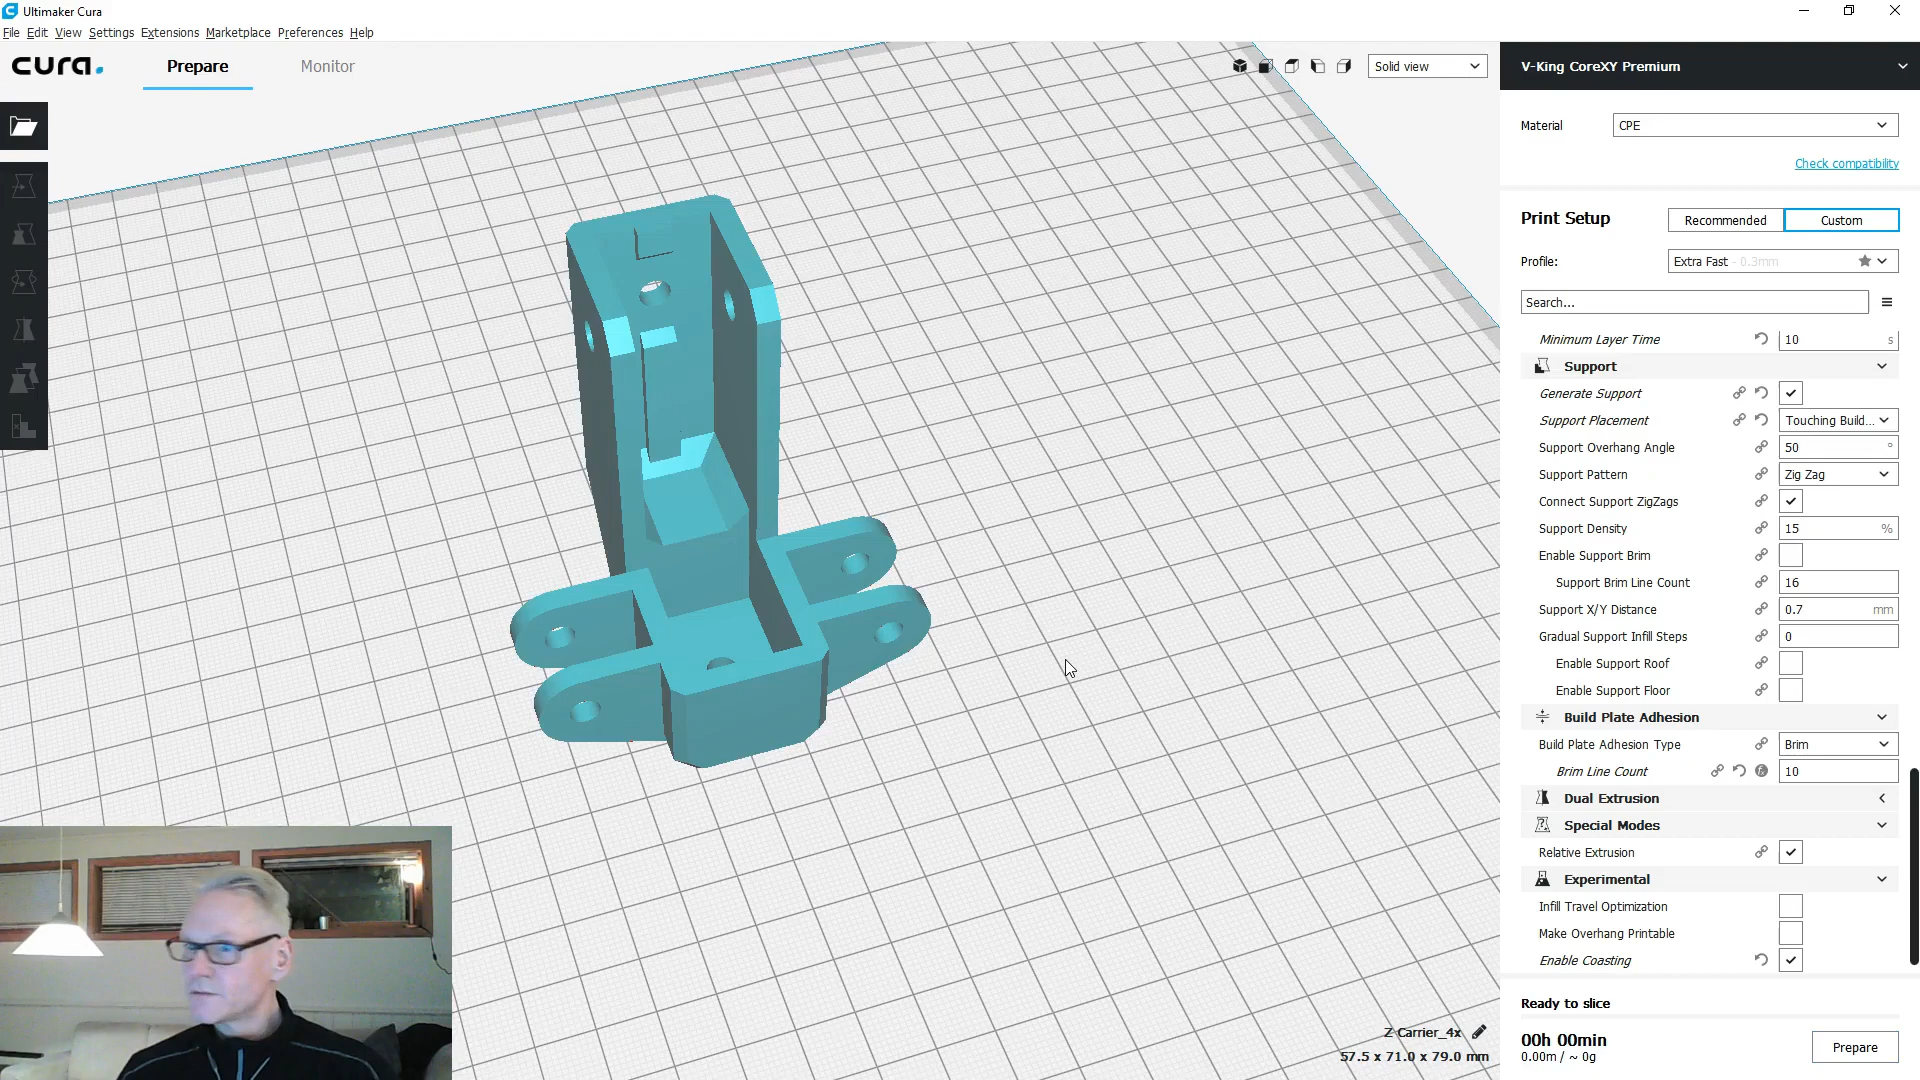 Ultimaker Cura
File Edit View Settings Extensions Marketplace Preferences Help
cura.
Prepare
Monitor
Solid view
V-King CoreXY Premium
Material
CPE
Check compatibility
Print Setup
Recommended
Custom
Profile:
Extra Fast - 0.3mm
Search...
Minimum Layer Time
10 s
Support
Generate Support
Support Placement
Touching Build...
Support Overhang Angle
50 °
Support Pattern
Zig Zag
Connect Support ZigZags
Support Density
15 %
Enable Support Brim
Support Brim Line Count
16
Support X/Y Distance
0.7 mm
Gradual Support Infill Steps
0
Enable Support Roof
Enable Support Floor
Build Plate Adhesion
Build Plate Adhesion Type
Brim
Brim Line Count
10
Dual Extrusion
Special Modes
Relative Extrusion
Experimental
Infill Travel Optimization
Make Overhang Printable
Enable Coasting
Ready to slice
00h 00min
0.00m / ~ 0g
Prepare
Z Carrier_4x
57.5 x 71.0 x 79.0 mm